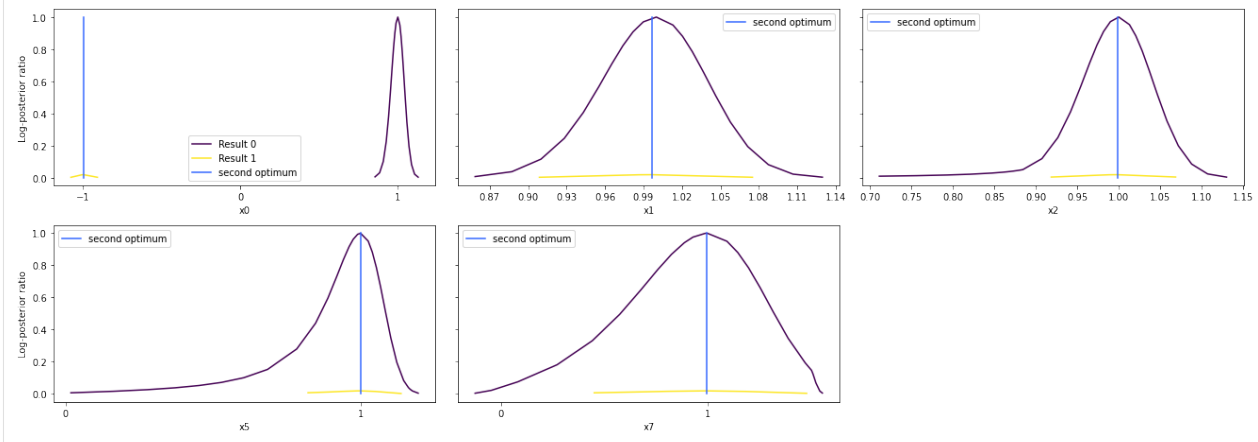 Log-posterior ratio
1.0
0.8
0.6
0.4
0.2
0.0
Result 0
Result 1
second optimum
−1 0 1
x0
second optimum
0.87 0.90 0.93 0.96 0.99 1.02 1.05 1.08 1.11 1.14
x1
second optimum
0.70 0.75 0.80 0.85 0.90 0.95 1.00 1.05 1.10 1.15
x2
Log-posterior ratio
1.0
0.8
0.6
0.4
0.2
0.0
second optimum
0 1
x5
second optimum
0 1
x7